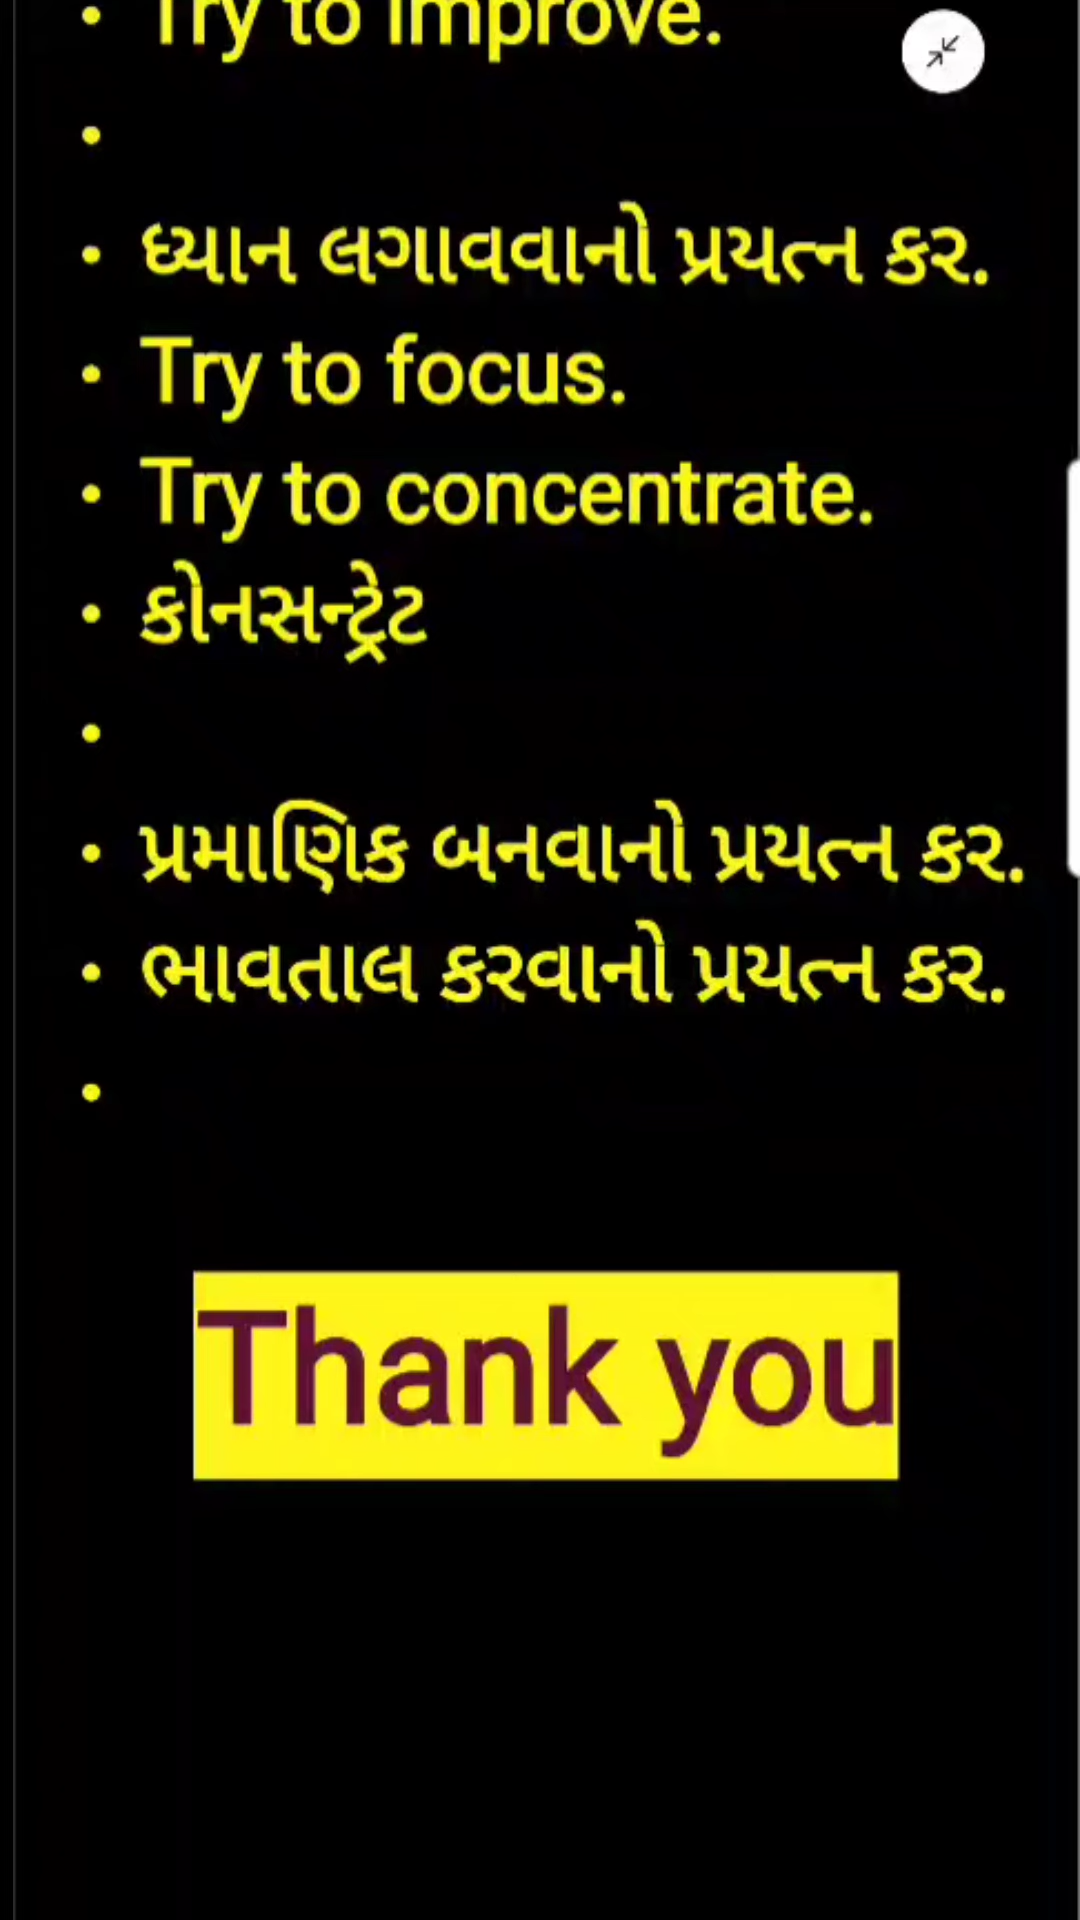 • Try to improve.
•
• ધ્યાન લગાવવાનો પ્રયત્ન કર.
• Try to focus.
• Try to concentrate.
• કોનસન્ટ્રેટ
•
• પ્રમાણિક બનવાનો પ્રયત્ન કર.
• ભાવતાલ કરવાનો પ્રયત્ન કર.
•
Thank you